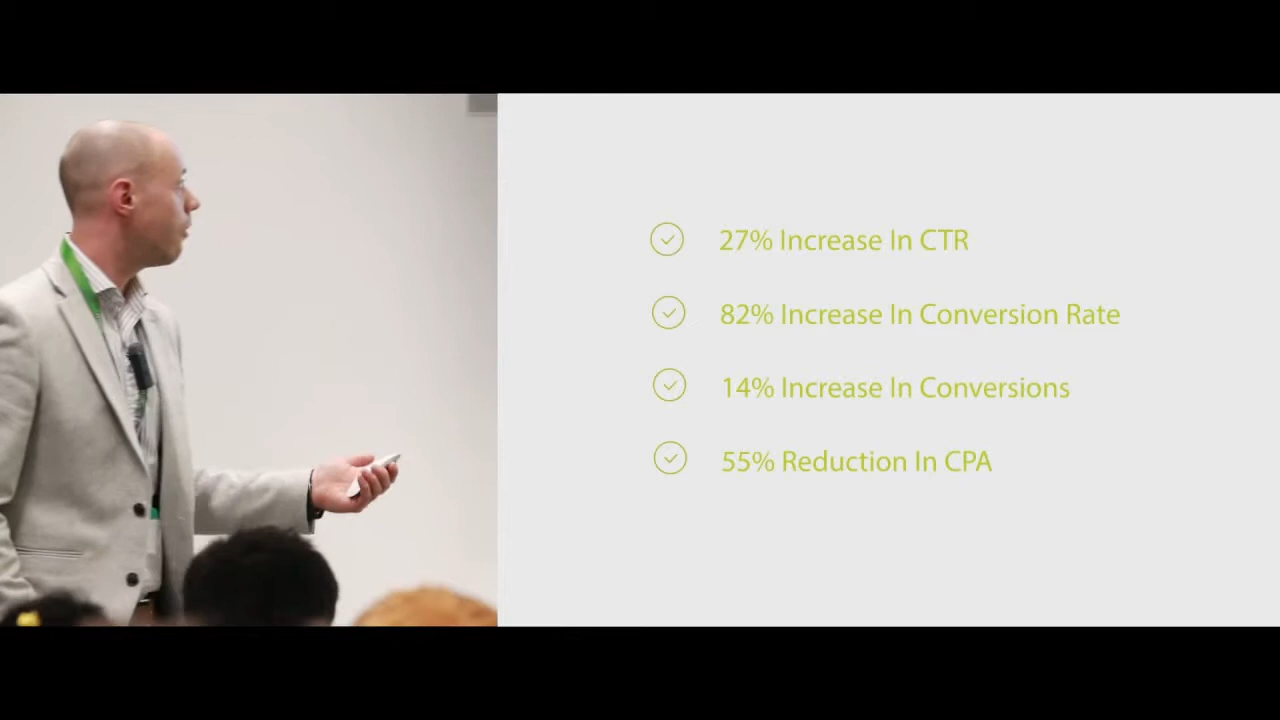 27% Increase In CTR
82% Increase In Conversion Rate
14% Increase In Conversions
55% Reduction In CPA